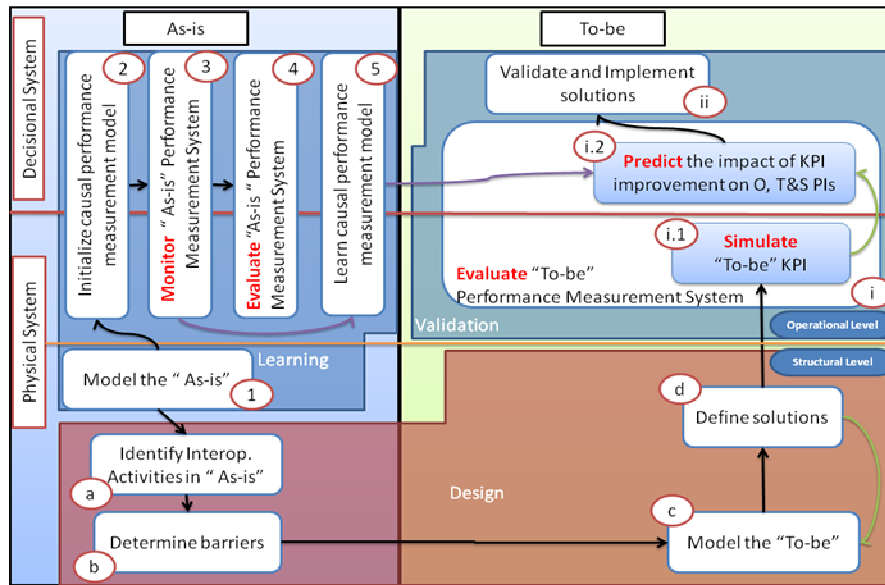 As-is
To-be
Decisional System
Physical System
2
Initialize causal performance
measurement model
3
Monitor “ As-is” Performance
Measurement System
4
Evaluate “As-is “ Performance
Measurement System
5
Learn causal performance
measurement model
Learning
Model the “ As-is”
1
Validate and Implement
solutions
ii
i.2
Predict the impact of KPI
improvement on O, T&S PIs
i.1
Simulate
“To-be” KPI
Evaluate “To-be”
Performance Measurement System
i
Validation
Operational Level
Structural Level
Identify Interop.
Activities in “ As-is”
a
Determine barriers
b
Design
d
Define solutions
c
Model the “To-be”